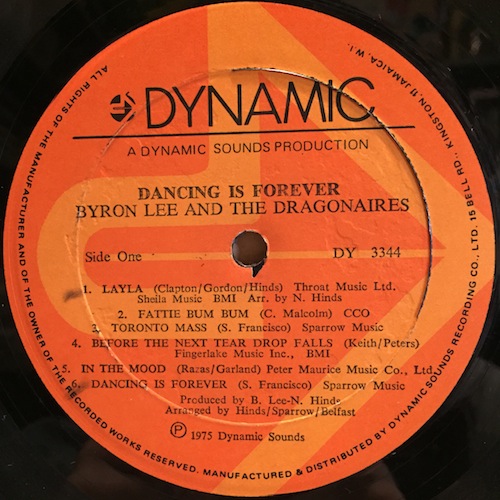 DYNAMIC
A DYNAMIC SOUNDS PRODUCTION
DANCING IS FOREVER
BYRON LEE AND THE DRAGONAIRES
Side One DY 3344
1. LAYLA (Clapton/Gordon/Hinds) Throat Music Ltd.
Sheila Music BMI Arr. by N. Hinds
2. FATTIE BUM BUM (C. Malcolm) CCO
3. TORONTO MASS (S. Francisco) Sparrow Music
4. BEFORE THE NEXT TEAR DROP FALLS (Keith/Peters)
Fingerlake Music Inc., BMI
5. IN THE MOOD (Razas/Garland) Peter Maurice Music Co., Ltd.
6. DANCING IS FOREVER (S. Francisco) Sparrow Music
Produced by B. Lee-N. Hinds
Arranged by Hinds/Sparrow/Belfast
Ⓟ 1975 Dynamic Sounds
ALL RIGHTS OF THE MANUFACTURER AND OF THE OWNER OF THE RECORDED WORKS RESERVED. MANUFACTURED & DISTRIBUTED BY DYNAMIC SOUNDS RECORDING CO., LTD. 15 BELL RD., KINGSTON, 11 JAMAICA, W.I.